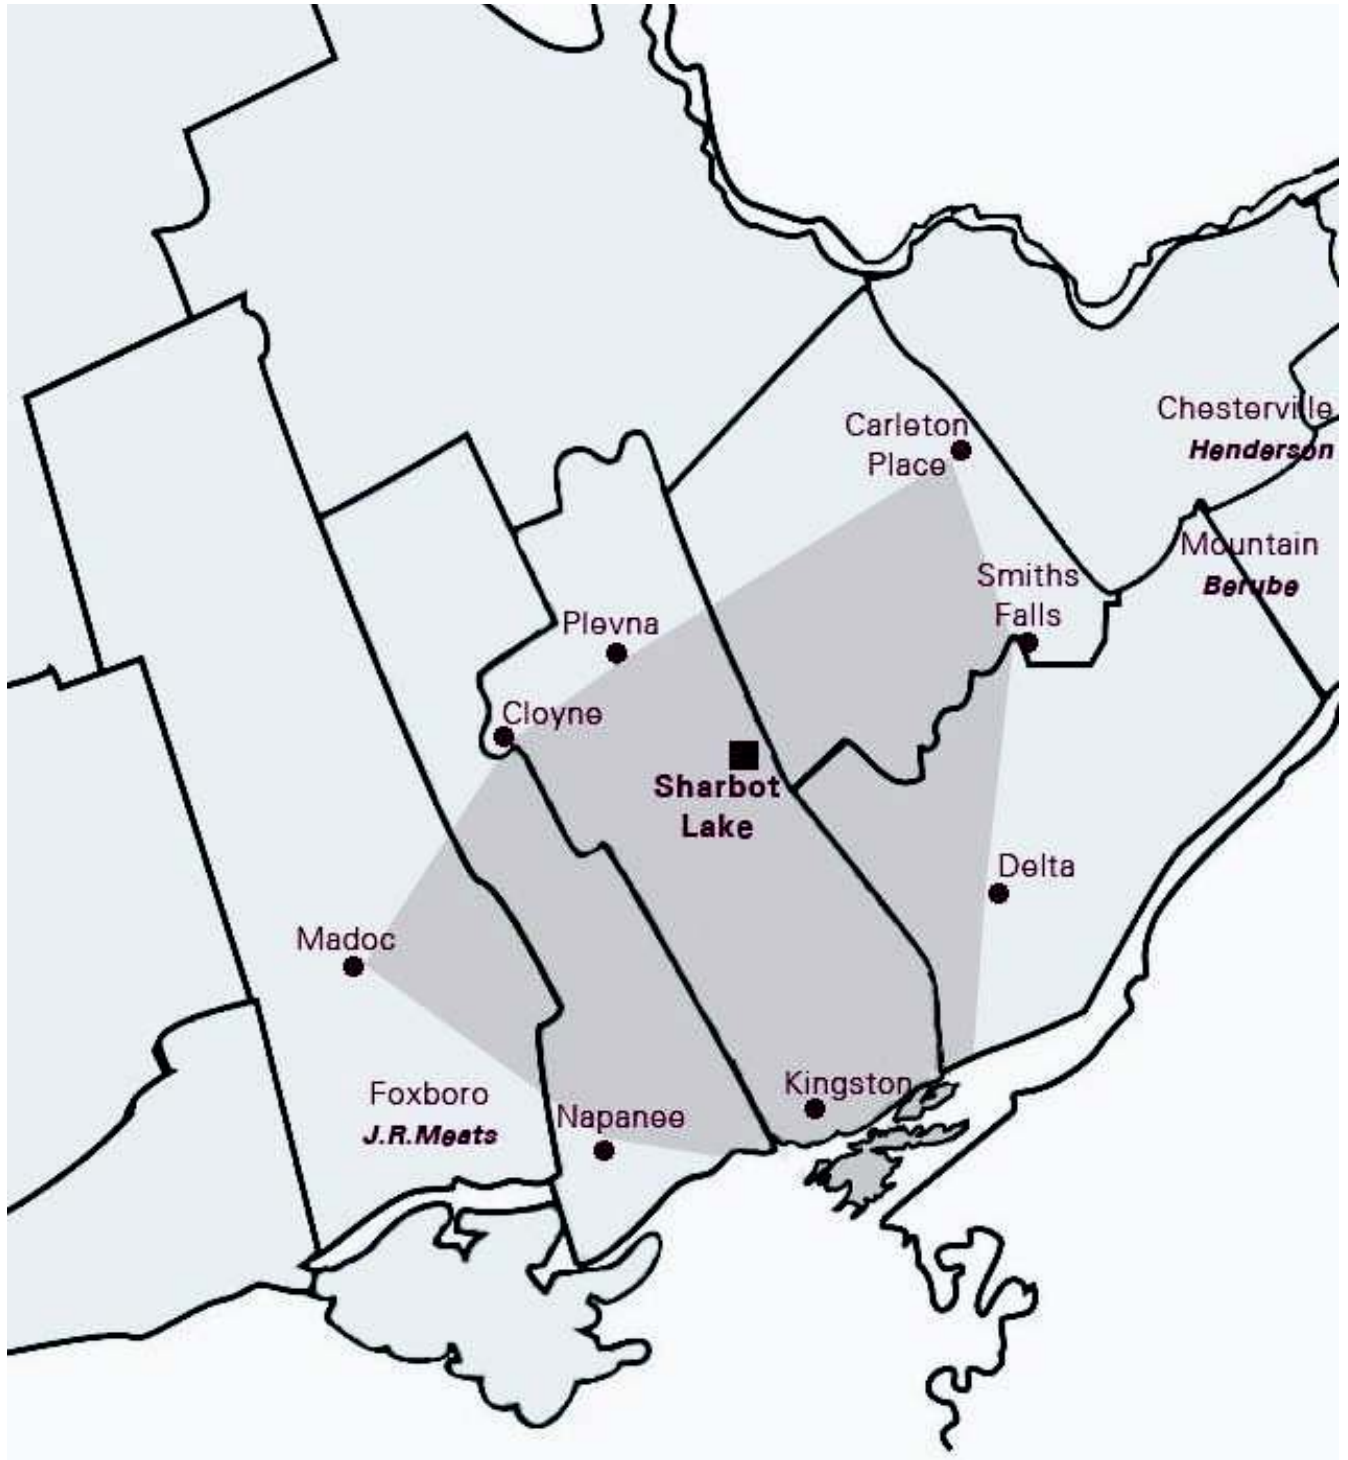 Chesterville
Henderson
Carleton
Place
Mountain
Berube
Smiths
Falls
Plevna
Cloyne
Sharbot
Lake
Delta
Madoc
Kingston
Foxboro
J.R.Meats
Napanee